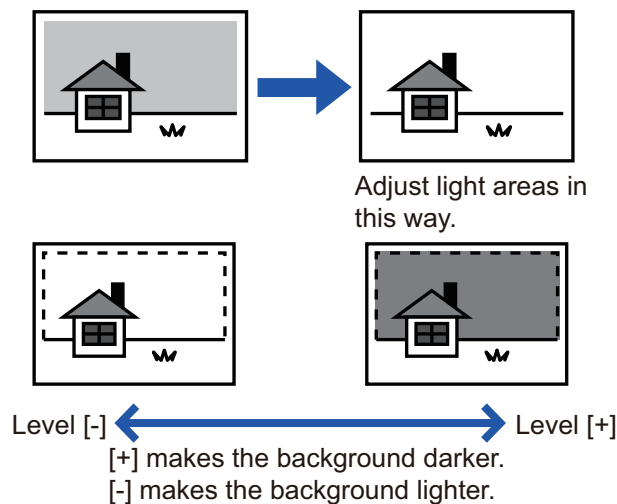 Adjust light areas in
this way.
Level [-]
Level [+]
[+] makes the background darker.
[-] makes the background lighter.